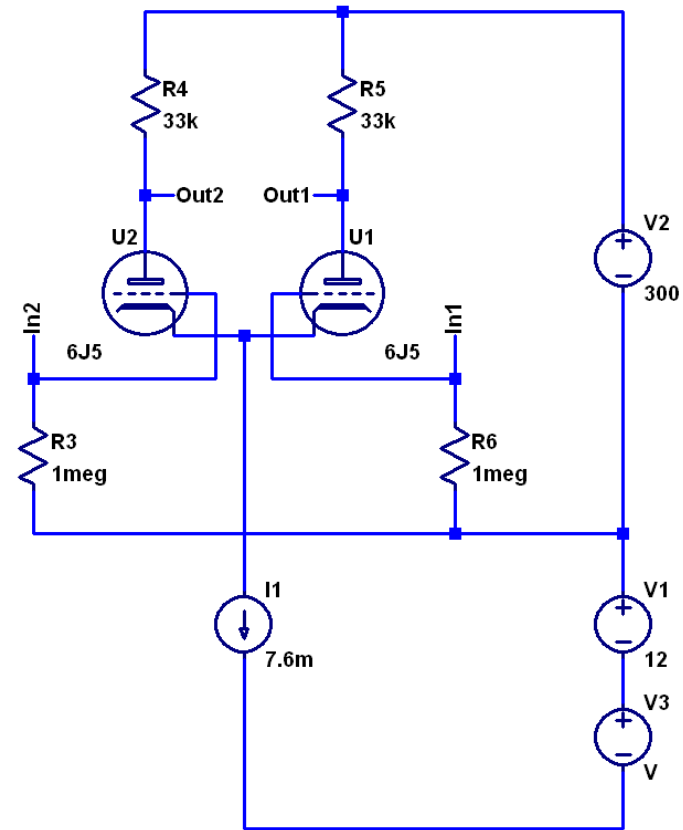 R4
33k
R5
33k
Out2
Out1
U2
U1
V2
300
In2
In1
6J5
6J5
R3
1meg
R6
1meg
I1
7.6m
V1
12
V3
V